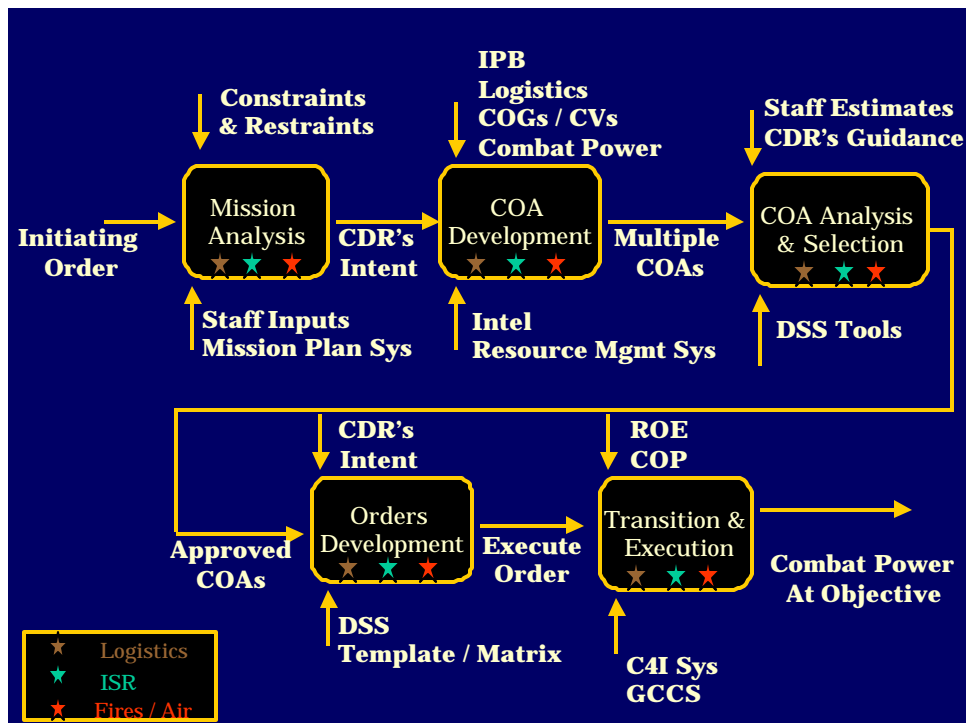 IPB
Logistics
COGs / CVs
Combat Power
Constraints
& Restraints
Staff Estimates
CDR's Guidance
Initiating
Order
Mission
Analysis
CDR's
Intent
COA
Development
Multiple
COAs
COA Analysis
& Selection
Staff Inputs
Mission Plan Sys
Intel
Resource Mgmt Sys
DSS Tools
CDR's
Intent
ROE
COP
Approved
COAs
Orders
Development
Execute
Order
Transition &
Execution
Combat Power
At Objective
DSS
Template / Matrix
C4I Sys
GCCS
Logistics
ISR
Fires / Air